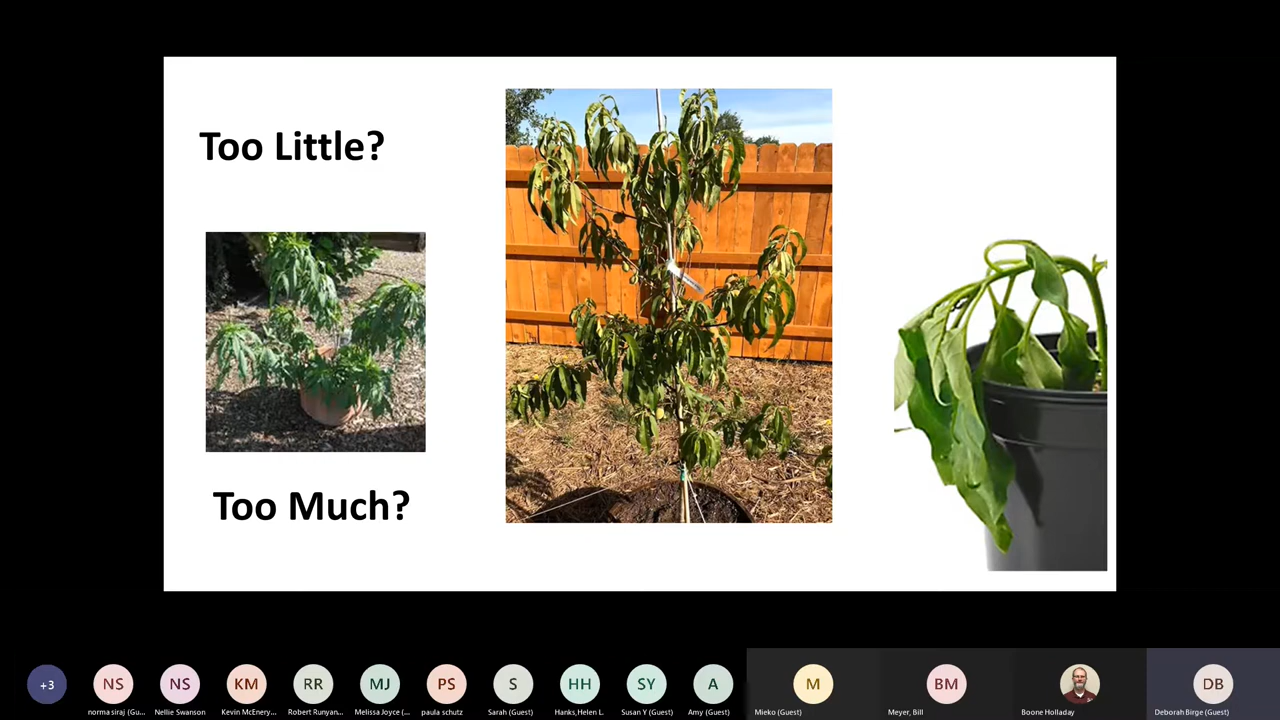 Too Little?
Too Much?
+3
NS
NS
KM
RR
MJ
PS
S
HH
SY
A
M
BM
DB
norma siraj (Gu...
Nellie Swanson
Kevin McEnery...
Robert Runyan...
Melissa Joyce (...
paula schutz
Sarah (Guest)
Hanks,Helen L.
Susan Y (Guest)
Amy (Guest)
Mieko (Guest)
Meyer, Bill
Boone Holladay
Deborah Birge (Guest)